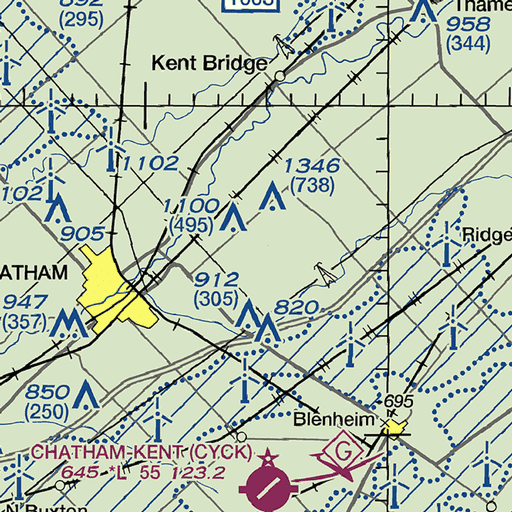 892
(295)
1005
Thame
958
(344)
Kent Bridge
1102
1346
(738)
102
1100
(495)
905
Ridge
ATHAM
912
(305)
947
(357)
820
850
(250)
695
Blenheim
CHATHAM-KENT (CYCK)
645 *L 55 123.2
G
N Buxton